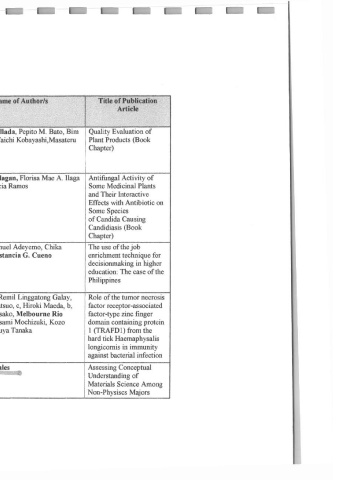 ame of Author/s
Title of Publication
Article
llada, Pepito M. Bato, Bim
aichi Kobayashi,Masateru
Quality Evaluation of
Plant Products (Book
Chapter)
lagan, Florisa Mae A. Ilaga
cia Ramos
Antifungal Activity of
Some Medicinal Plants
and Their Interactive
Effects with Antibiotic on
Some Species
of Candida Causing
Candidiasis (Book
Chapter)
nuel Adeyemo, Chika
stancia G. Cueno
The use of the job
enrichment technique for
decisionmaking in higher
education: The case of the
Philippines
Remil Linggatong Galay,
tsuo, c, Hiroki Maeda, b,
sako, Melbourne Rio
sami Mochizuki, Kozo
uya Tanaka
Role of the tumor necrosis
factor receptor-associated
factor-type zinc finger
domain containing protein
1 (TRAFD1) from the
hard tick Haemaphysalis
longicornis in immunity
against bacterial infection
ales
Assessing Conceptual
Understanding of
Materials Science Among
Non-Physiscs Majors